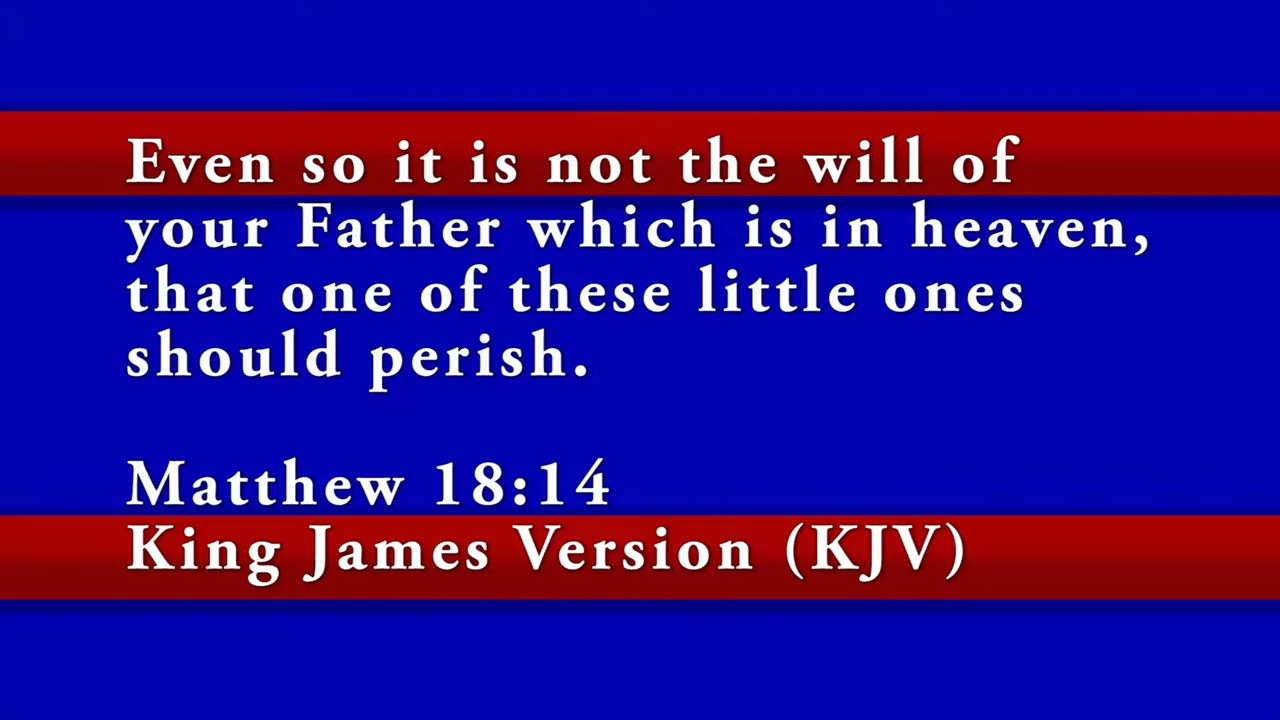 Even so it is not the will of
your Father which is in heaven,
that one of these little ones
should perish.
Matthew 18:14
King James Version (KJV)